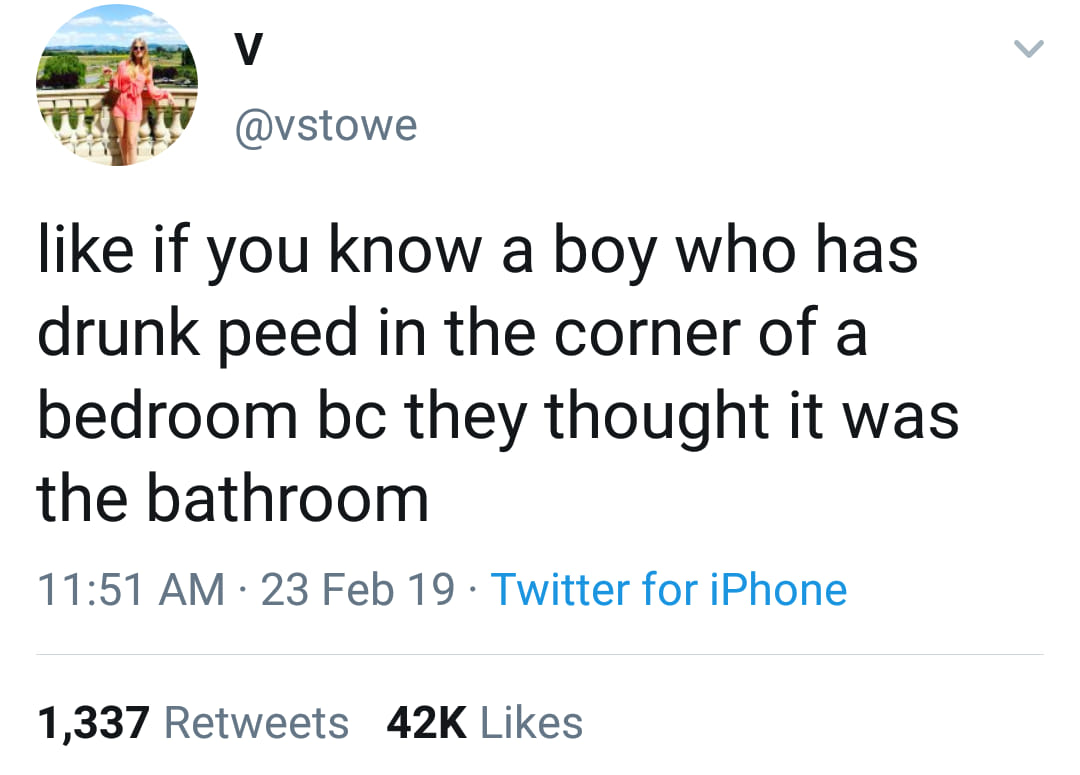 V
@vstowe
like if you know a boy who has
drunk peed in the corner of a
bedroom bc they thought it was
the bathroom
11:51 AM · 23 Feb 19 · Twitter for iPhone
1,337 Retweets 42K Likes